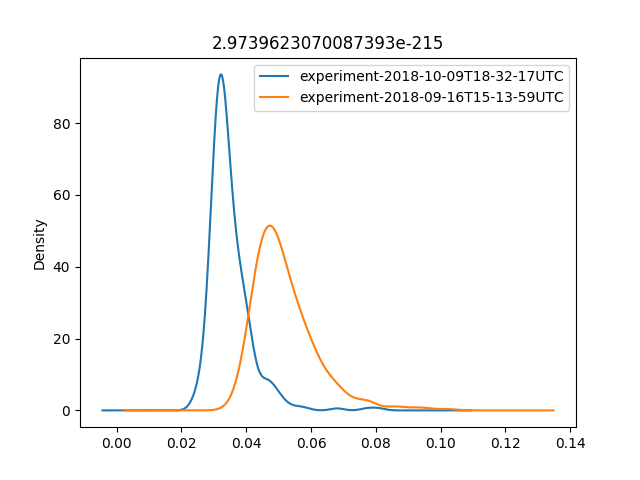 2.9739623070087393e-215
experiment-2018-10-09T18-32-17UTC
experiment-2018-09-16T15-13-59UTC
Density
80
60
40
20
0
0.00 0.02 0.04 0.06 0.08 0.10 0.12 0.14